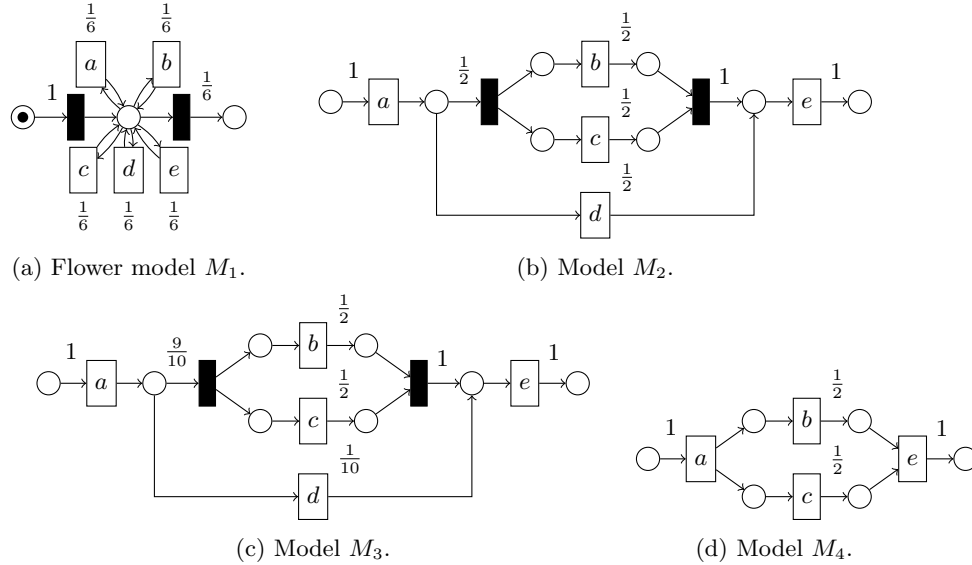 1/6 1/6
a b
1 1/6
c d e
1/6 1/6 1/6
(a) Flower model M₁.
1/2
1 1/2 b 1 1
a 1/2 e
c
1/2
d
(b) Model M₂.
1/2
1 9/10 b 1 1
a 1/2 e
c
1/10
d
(c) Model M₃.
1/2
1 b 1
a 1/2 e
c
(d) Model M₄.